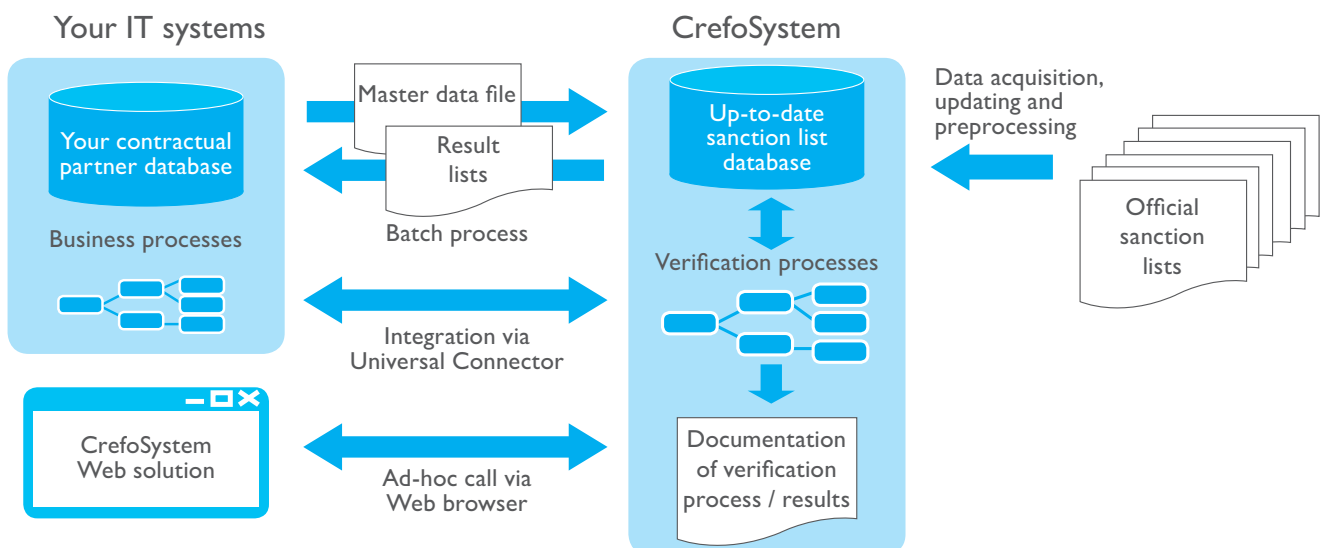 Your IT systems
CrefoSystem
Your contractual
partner database
Business processes
Master data file
Result
lists
Batch process
Integration via
Universal Connector
CrefoSystem
Web solution
Ad-hoc call via
Web browser
Up-to-date
sanction list
database
Verification processes
Documentation
of verification
process / results
Data acquisition,
updating and
preprocessing
Official
sanction
lists